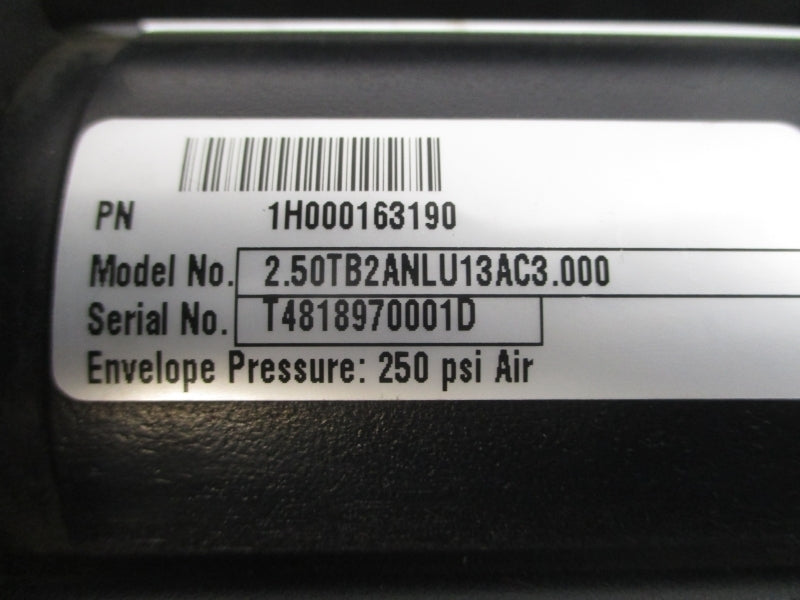 PN 1H000163190
Model No. 2.50TB2ANLU13AC3.000
Serial No. T4818970001D
Envelope Pressure: 250 psi Air